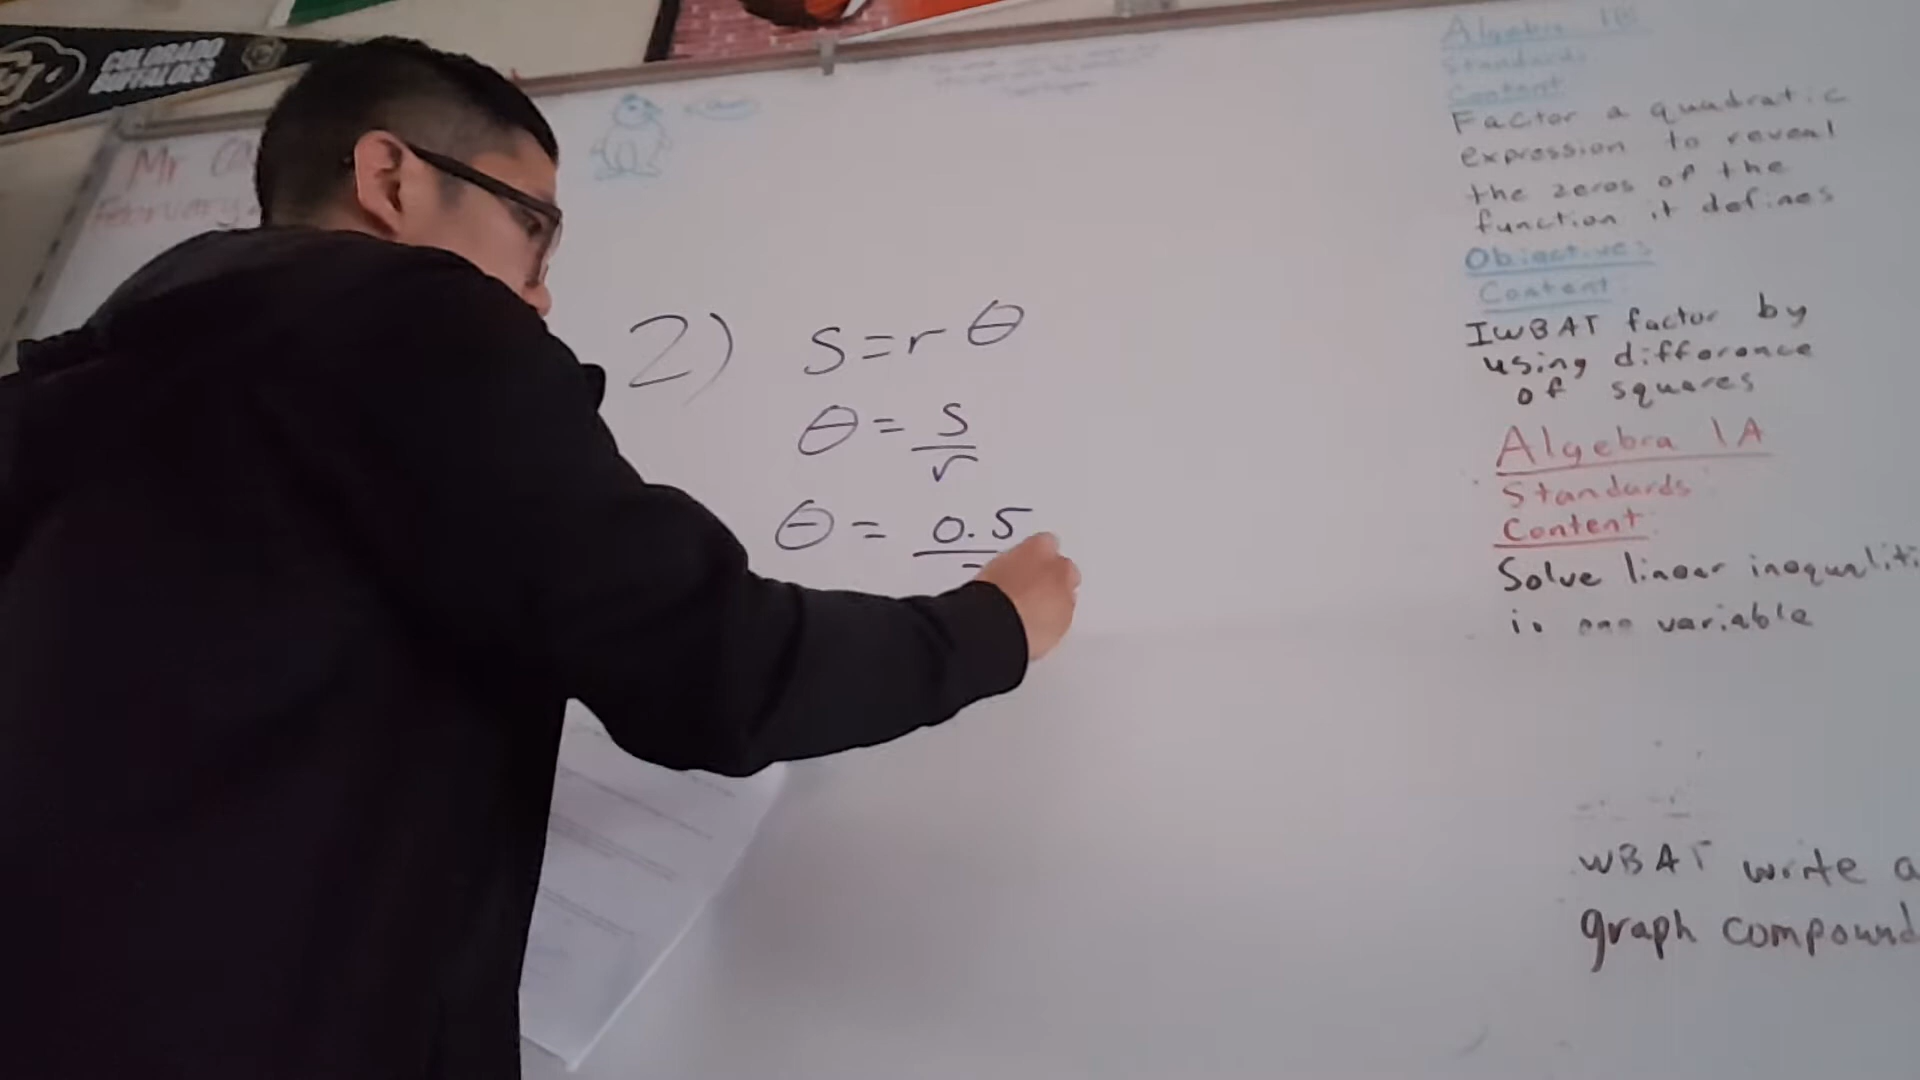 COLORADO
BUFFALOES
Mr
February
2) S = r θ
θ = S/r
θ = 0.5
Algebra 1B
Standards
Content
Factor a quadratic
expression to reveal
the zeros of the
function it defines
Objectives
Content
IWBAT factor by
using difference
of squares
Algebra 1A
Standards
Content:
Solve linear inequaliti
in one variable
WBAT write a
graph compound